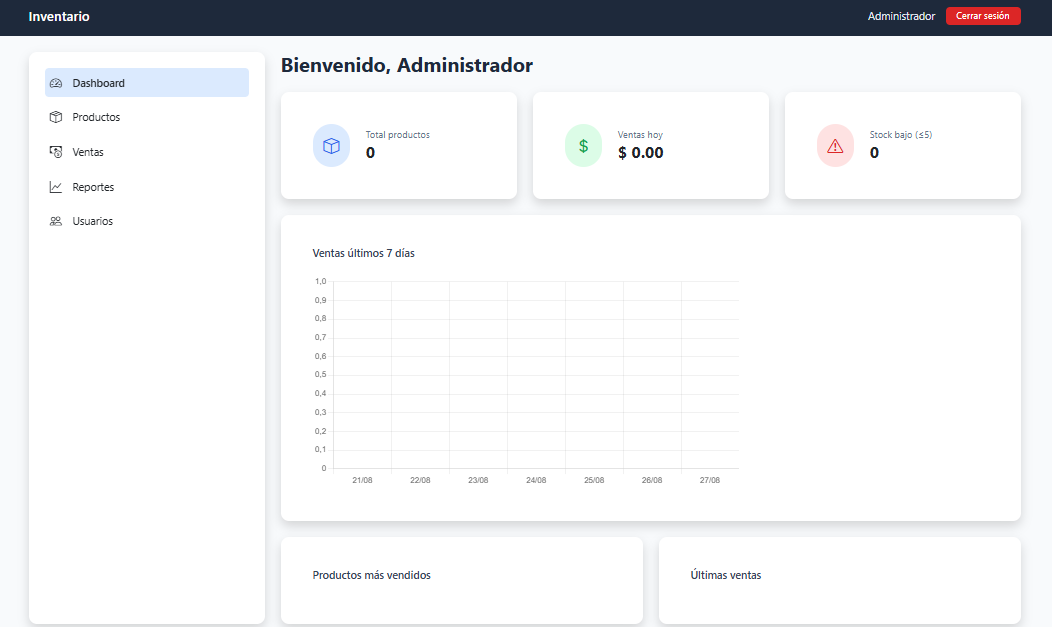 Inventario
Administrador
Cerrar sesión
Dashboard
Productos
Ventas
Reportes
Usuarios
Bienvenido, Administrador
Total productos
0
Ventas hoy
$
$ 0.00
Stock bajo (≤5)
0
Ventas últimos 7 días
1,0
0,9
0,8
0,7
0,6
0,5
0,4
0,3
0,2
0,1
0
21/08 22/08 23/08 24/08 25/08 26/08 27/08
Productos más vendidos
Últimas ventas